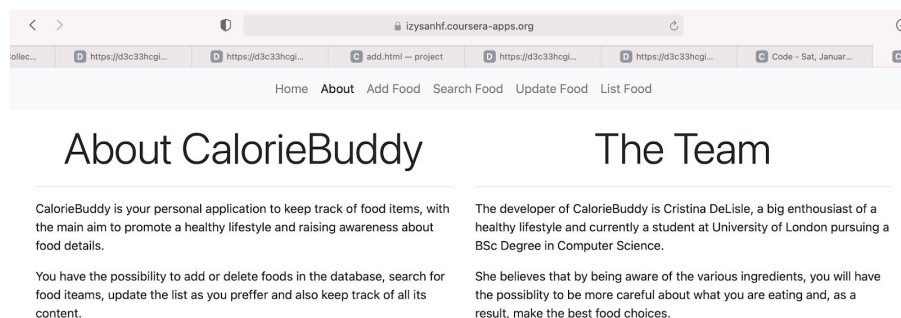 izysanhf.coursera-apps.org
ollec...
D https://d3c33hcgi...
D https://d3c33hcgi...
C add.html — project
D https://d3c33hcgi...
D https://d3c33hcgi...
C Code - Sat, Januar...
C
Home About Add Food Search Food Update Food List Food
About CalorieBuddy
CalorieBuddy is your personal application to keep track of food items, with
the main aim to promote a healthy lifestyle and raising awareness about
food details.
You have the possibility to add or delete foods in the database, search for
food iteams, update the list as you preffer and also keep track of all its
content.
The Team
The developer of CalorieBuddy is Cristina DeLisle, a big enthousiast of a
healthy lifestyle and currently a student at University of London pursuing a
BSc Degree in Computer Science.
She believes that by being aware of the various ingredients, you will have
the possiblity to be more careful about what you are eating and, as a
result, make the best food choices.